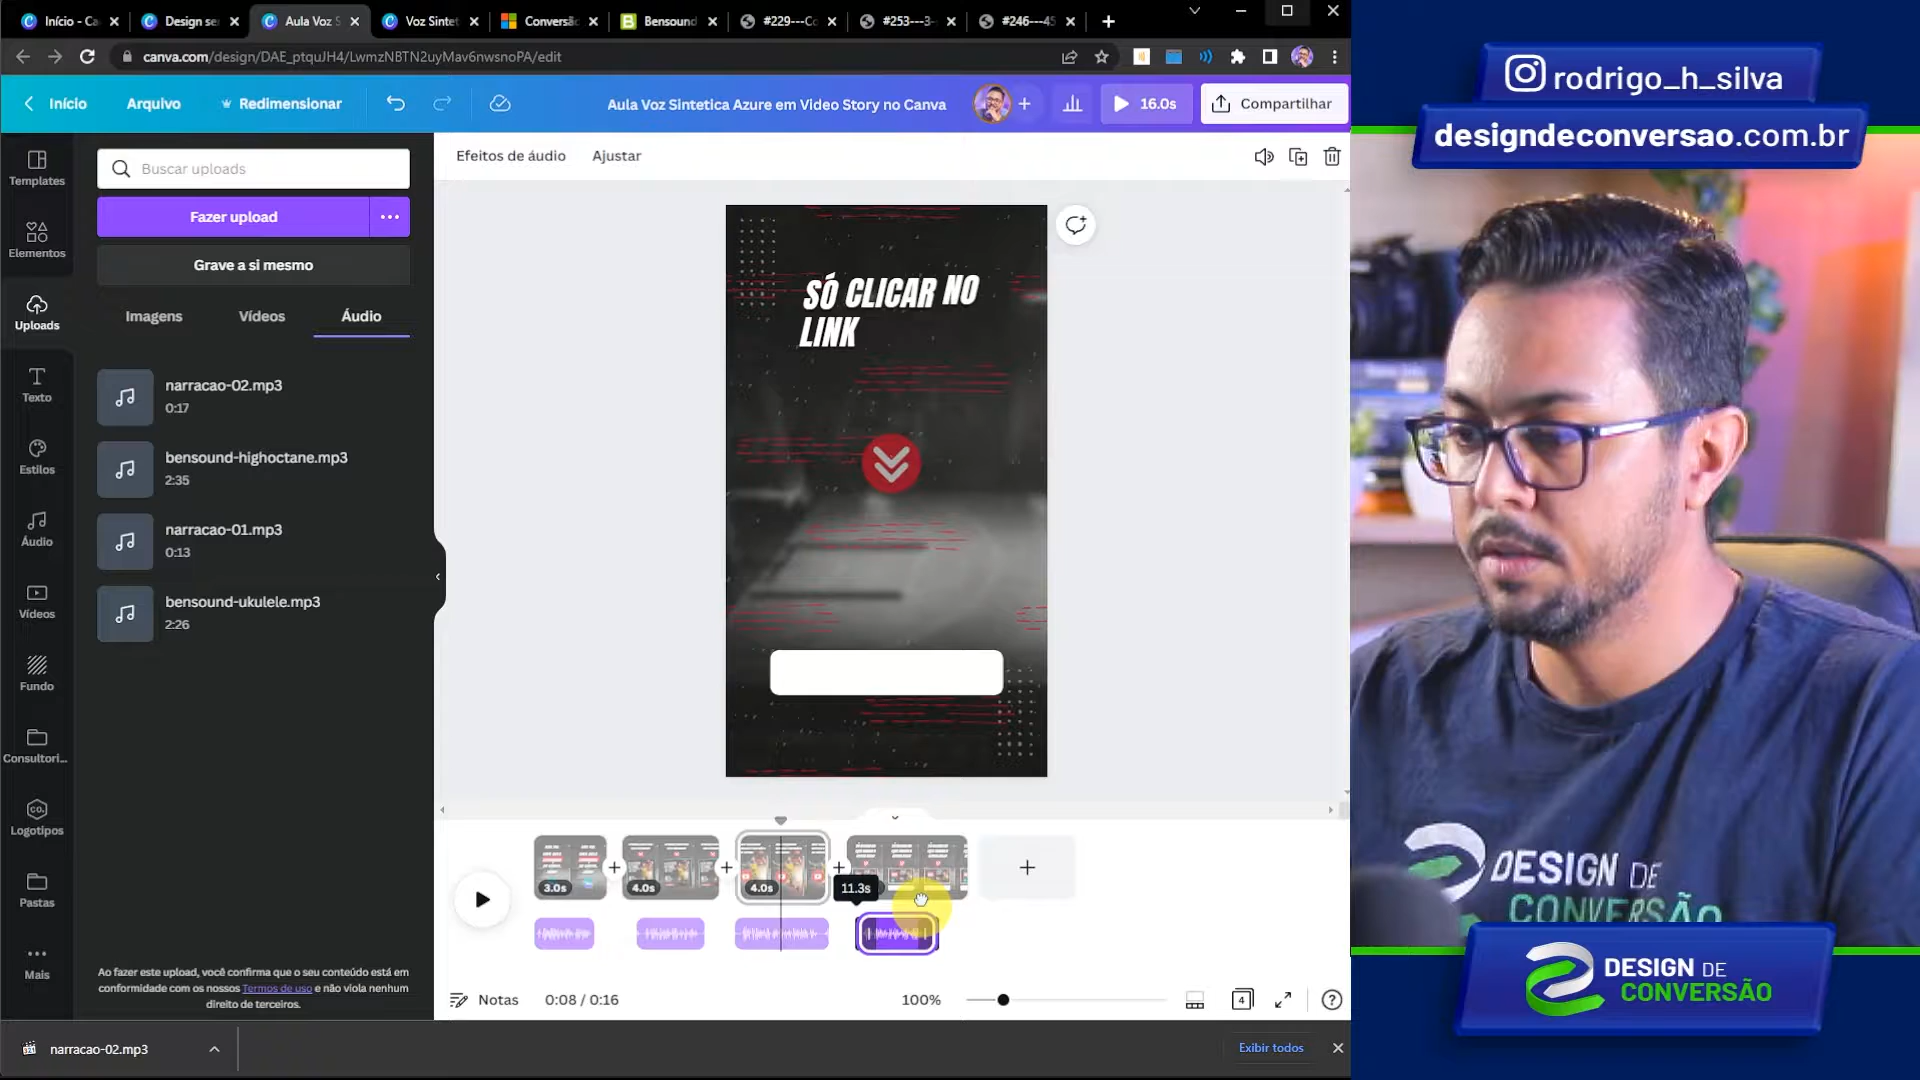 Início - Ca
Design se
Aula Voz S
Voz Sintet
Conversã
Bensound
#229---Co
#253---3-
#246---45
canva.com/design/DAE_ptquJH4/LwmzNBTN2uyMav6nwsnoPA/edit
Início
Arquivo
Redimensionar
Aula Voz Sintetica Azure em Video Story no Canva
16.0s
Compartilhar
Templates
Elementos
Uploads
Texto
Estilos
Áudio
Vídeos
Fundo
Consultori...
Logotipos
Pastas
Mais
Buscar uploads
Fazer upload
Grave a si mesmo
Imagens
Vídeos
Áudio
narracao-02.mp3
0:17
bensound-highoctane.mp3
2:35
narracao-01.mp3
0:13
bensound-ukulele.mp3
2:26
Ao fazer este upload, você confirma que o seu conteúdo está em
conformidade com os nossos Termos de uso e não viola nenhum
direito de terceiros.
Efeitos de áudio
Ajustar
SÓ CLICAR NO
LINK
3.0s
4.0s
4.0s
11.3s
Notas
0:08 / 0:16
100%
4
narracao-02.mp3
Exibir todos
rodrigo_h_silva
designdeconversao.com.br
DESIGN DE
CONVERSÃO
DESIGN DE
CONVERSÃO